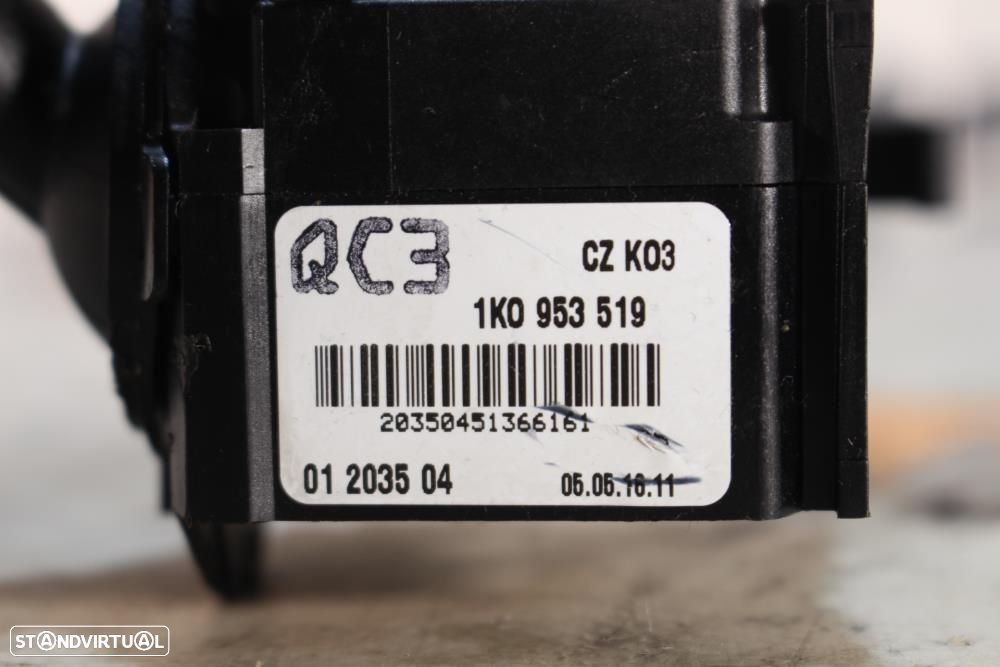 QC3
CZ K03
1K0 953 519
20350451366161
01 2035 04
05.05.16.11
STANDVIRTUAL